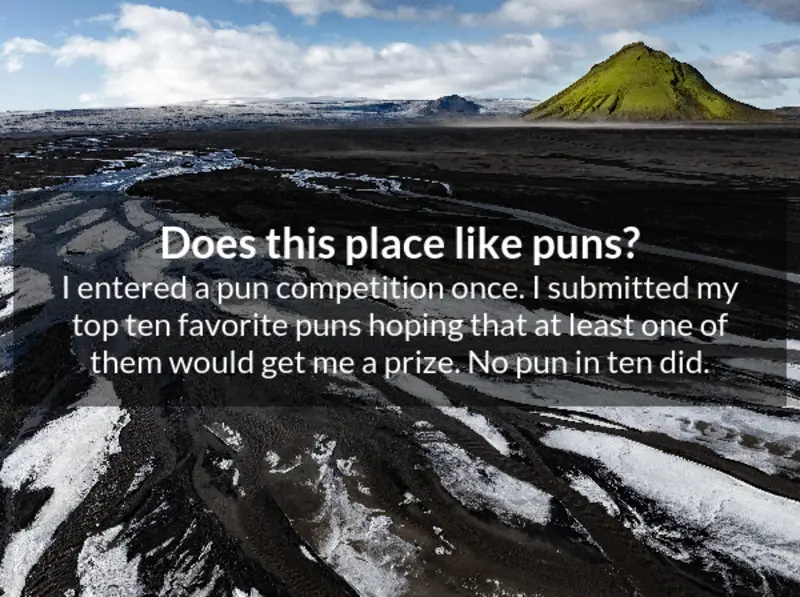 Does this place like puns?
I entered a pun competition once. I submitted my
top ten favorite puns hoping that at least one of
them would get me a prize. No pun in ten did.